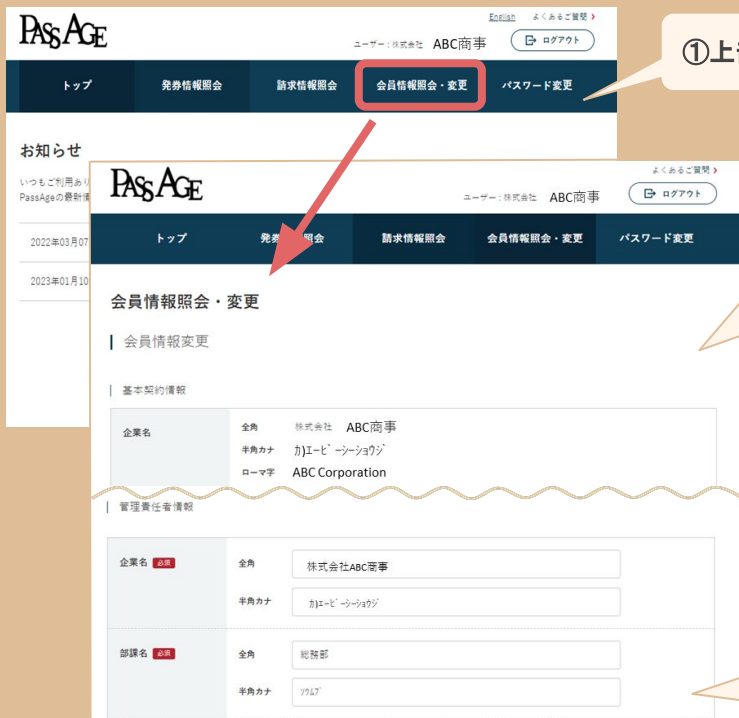 PASSAGE
English よくあるご質問
ユーザー：株式会社 ABC商事 ログアウト
①上
トップ 発券情報照会 請求情報照会 会員情報照会・変更 パスワード変更
お知らせ
いつもご利用あり
PassAgeの最新情
2022年03月07
2023年01月10
PASSAGE
よくあるご質問
ユーザー：株式会社 ABC商事 ログアウト
トップ 発券 照会 請求情報照会 会員情報照会・変更 パスワード変更
会員情報照会・変更
会員情報変更
基本契約情報
企業名 全角 株式会社 ABC商事
半角カナ ｶ)ｴｰﾋﾞｰｼｰｼｮｳｼﾞ
ローマ字 ABC Corporation
管理責任者情報
企業名 必須 全角 株式会社ABC商事
半角カナ ｶ)ｴｰﾋﾞｰｼｰｼｮｳｼﾞ
部課名 必須 全角 総務部
半角カナ ｿｳﾑﾌﾞ